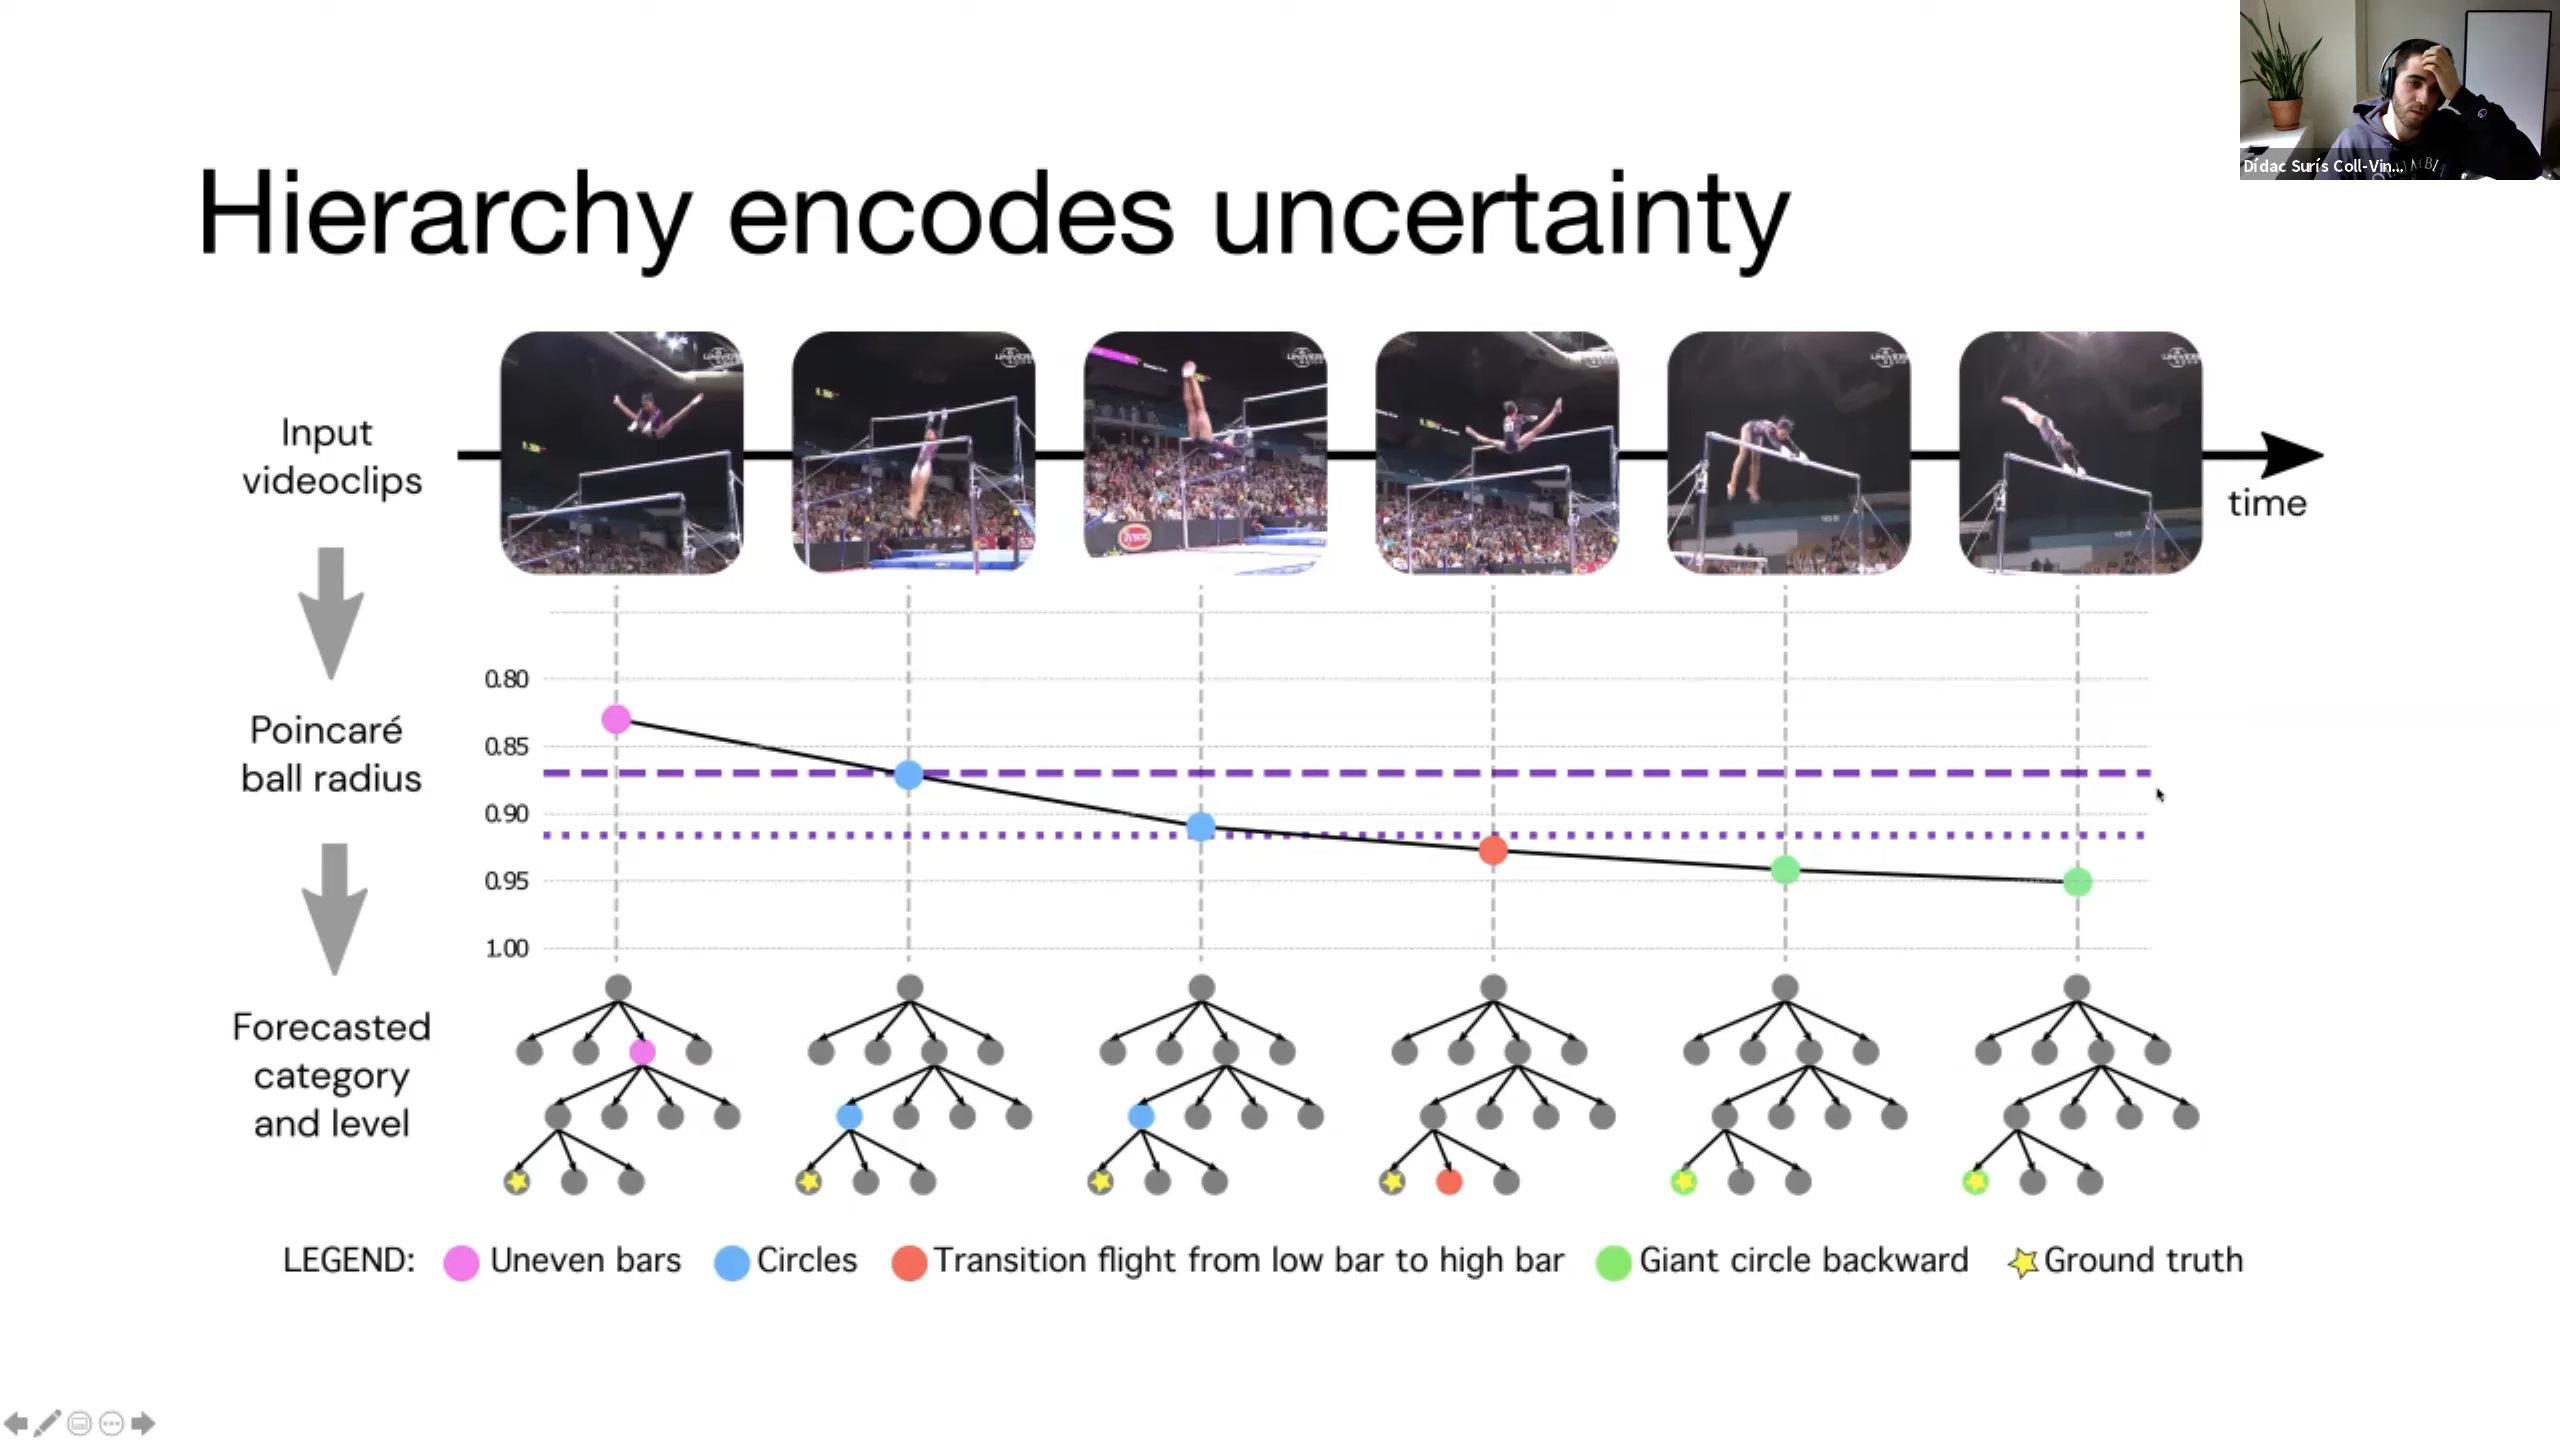 Dídac Surís Coll-Vin...
Hierarchy encodes uncertainty
Input
videoclips
time
Tyson
Poincaré
ball radius
0.80
0.85
0.90
0.95
1.00
Forecasted
category
and level
LEGEND: Uneven bars Circles Transition flight from low bar to high bar Giant circle backward Ground truth